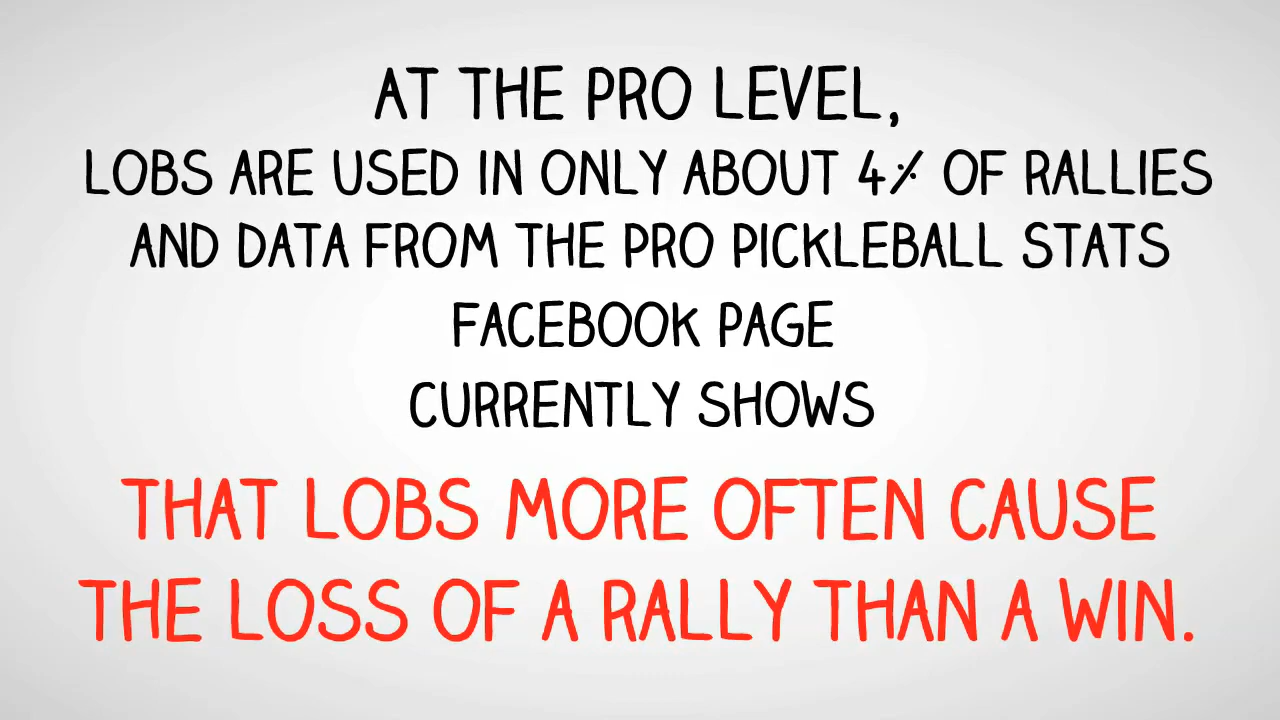 AT THE PRO LEVEL,
LOBS ARE USED IN ONLY ABOUT 4% OF RALLIES
AND DATA FROM THE PRO PICKLEBALL STATS
FACEBOOK PAGE
CURRENTLY SHOWS
THAT LOBS MORE OFTEN CAUSE
THE LOSS OF A RALLY THAN A WIN.